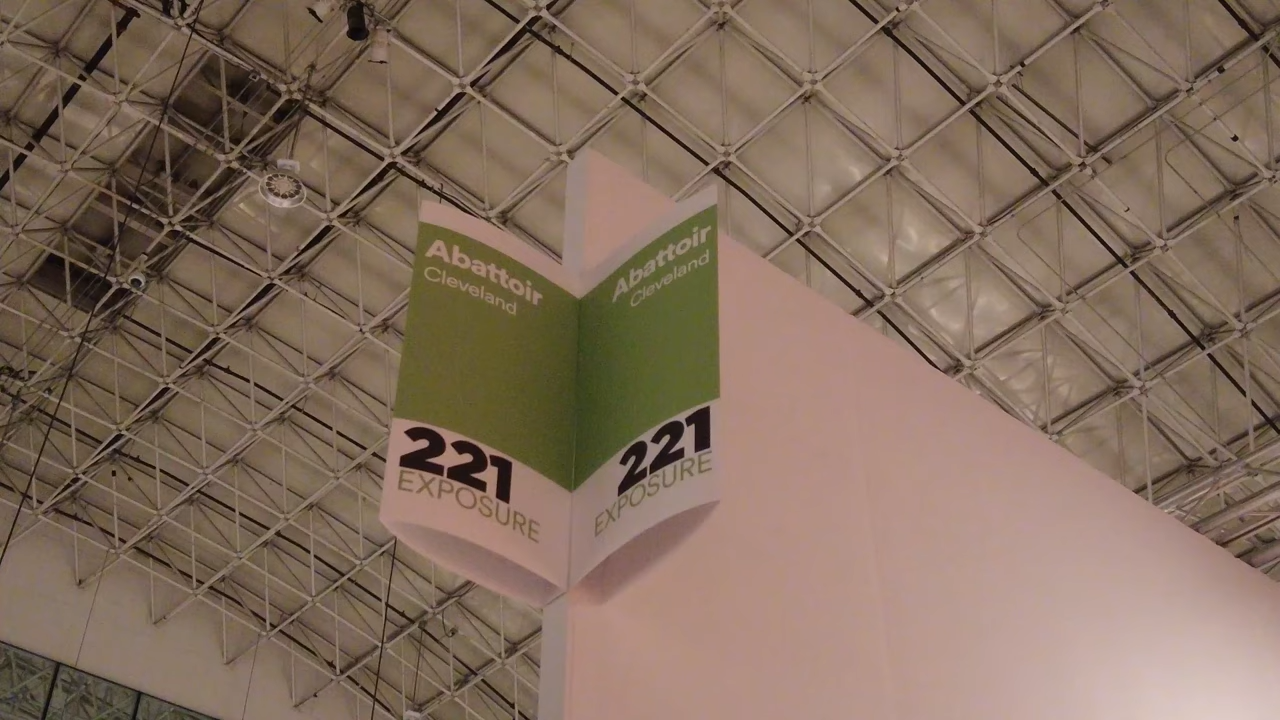 Abattoir
Cleveland
221
EXPOSURE
Abattoir
Cleveland
221
EXPOSURE